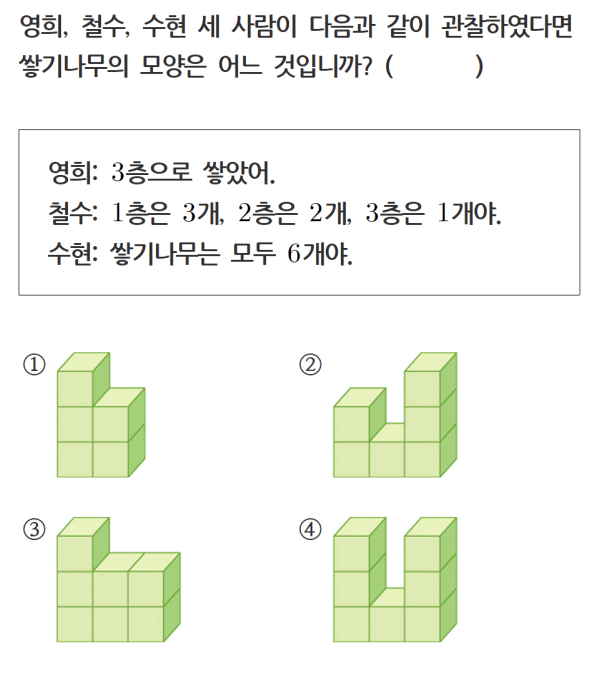 영희, 철수, 수현 세 사람이 다음과 같이 관찰하였다면
쌓기나무의 모양은 어느 것입니까? (          )
영희: 3층으로 쌓았어.
철수: 1층은 3개, 2층은 2개, 3층은 1개야.
수현: 쌓기나무는 모두 6개야.
① ②
③ ④